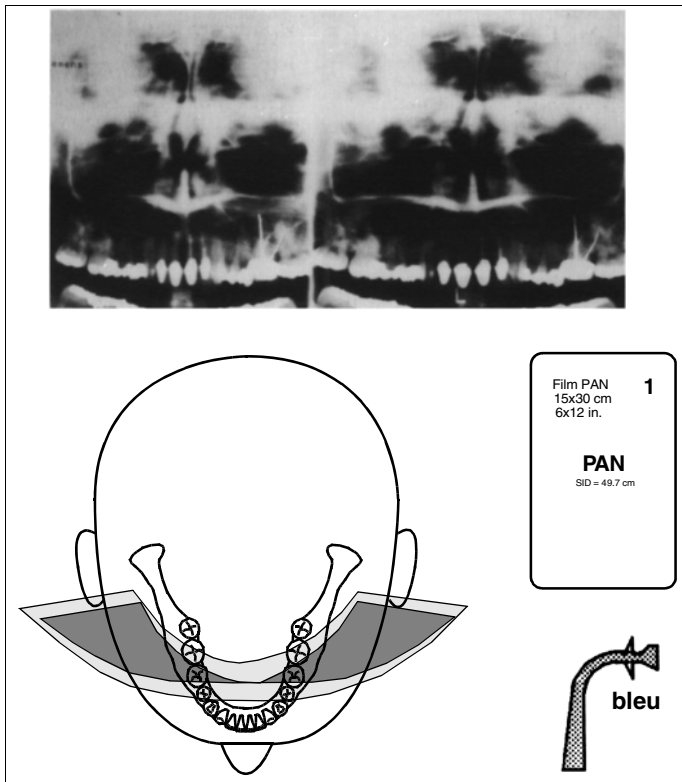 Film PAN 1
15x30 cm
6x12 in.
PAN
SID = 49.7 cm
bleu